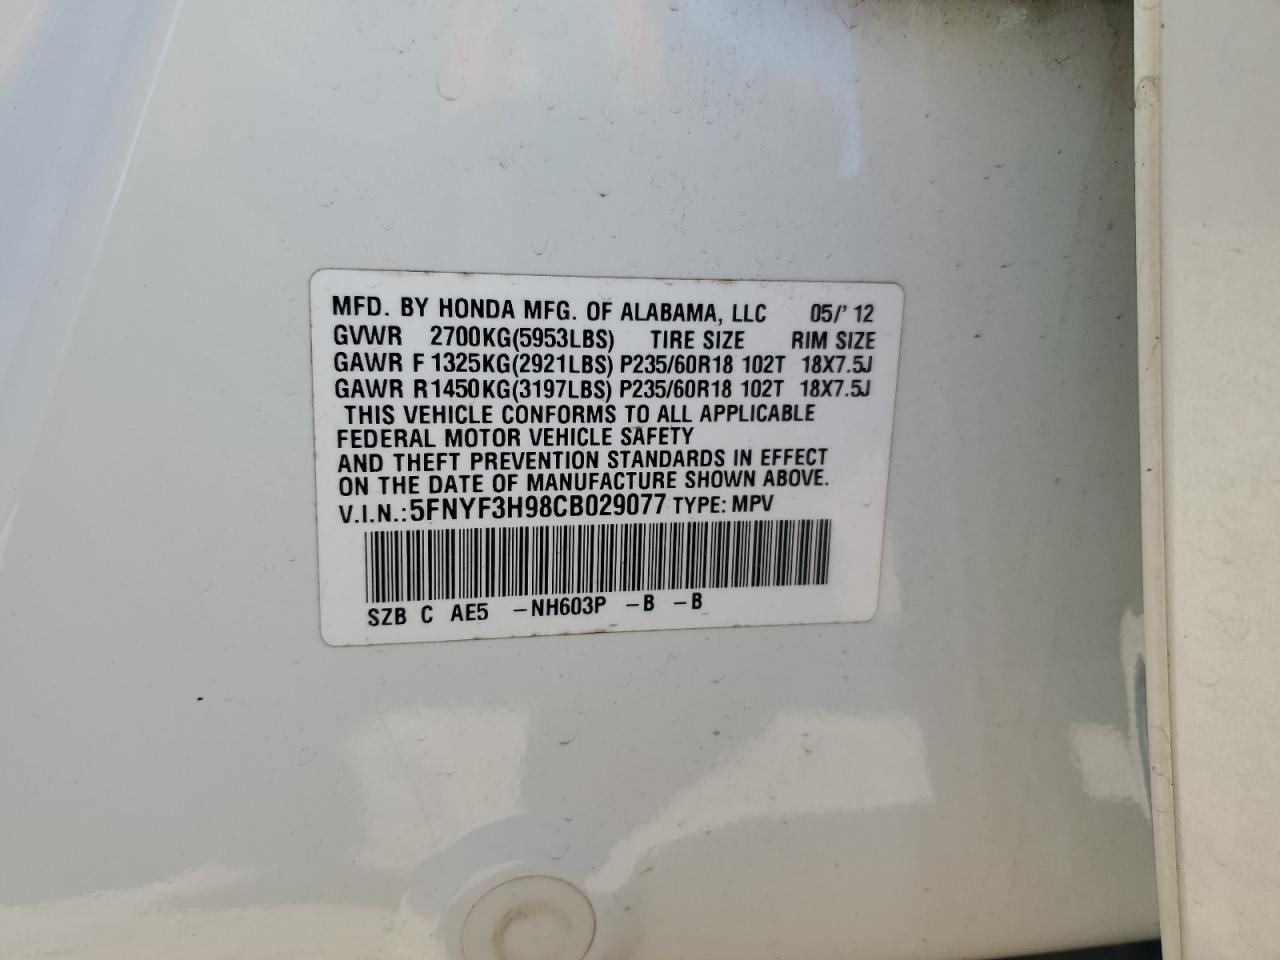 MFD. BY HONDA MFG. OF ALABAMA, LLC 05/' 12
GVWR 2700KG(5953LBS) TIRE SIZE RIM SIZE
GAWR F 1325KG(2921LBS) P235/60R18 102T 18X7.5J
GAWR R1450KG(3197LBS) P235/60R18 102T 18X7.5J
THIS VEHICLE CONFORMS TO ALL APPLICABLE
FEDERAL MOTOR VEHICLE SAFETY
AND THEFT PREVENTION STANDARDS IN EFFECT
ON THE DATE OF MANUFACTURE SHOWN ABOVE.
V.I.N.: 5FNYF3H98CB029077 TYPE: MPV
SZB C AE5 –NH603P –B –B